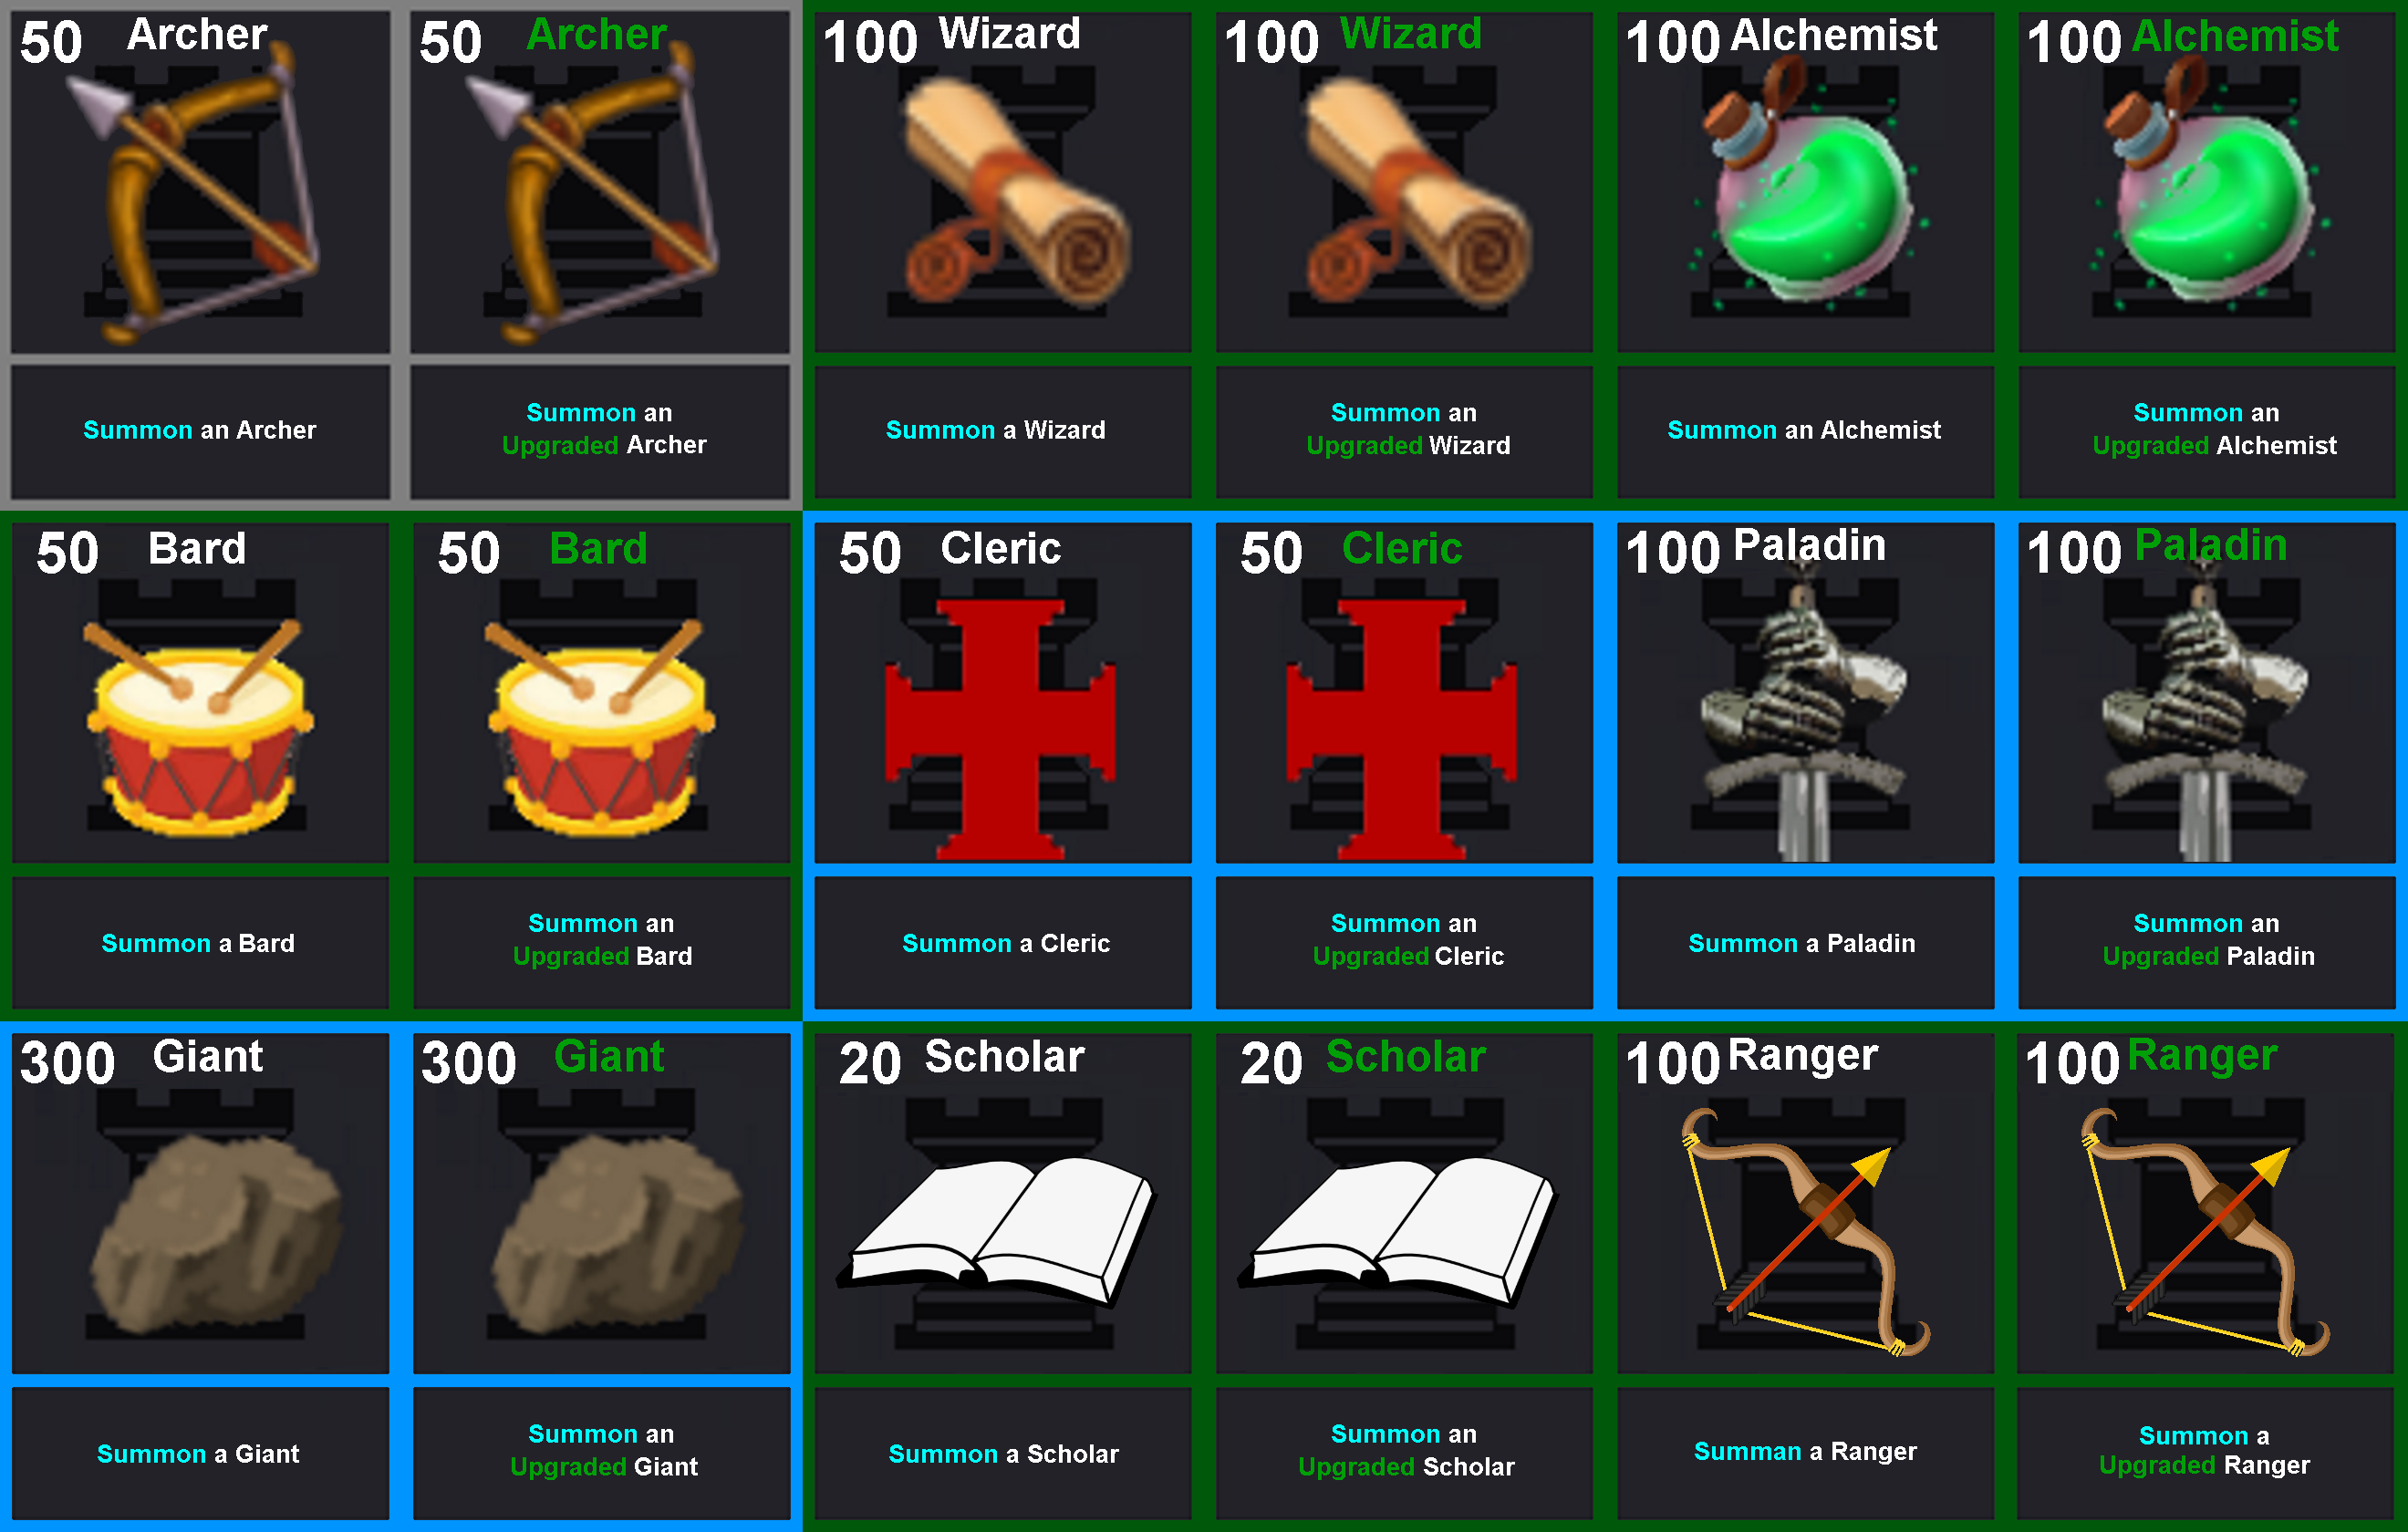 50 Archer
Summon an Archer
50 Archer
Summon an
Upgraded Archer
100 Wizard
Summon a Wizard
100 Wizard
Summon an
Upgraded Wizard
100 Alchemist
Summon an Alchemist
100 Alchemist
Summon an
Upgraded Alchemist
50 Bard
Summon a Bard
50 Bard
Summon an
Upgraded Bard
50 Cleric
Summon a Cleric
50 Cleric
Summon an
Upgraded Cleric
100 Paladin
Summon a Paladin
100 Paladin
Summon an
Upgraded Paladin
300 Giant
Summon a Giant
300 Giant
Summon an
Upgraded Giant
20 Scholar
Summon a Scholar
20 Scholar
Summon an
Upgraded Scholar
100 Ranger
Summan a Ranger
100 Ranger
Summon a
Upgraded Ranger